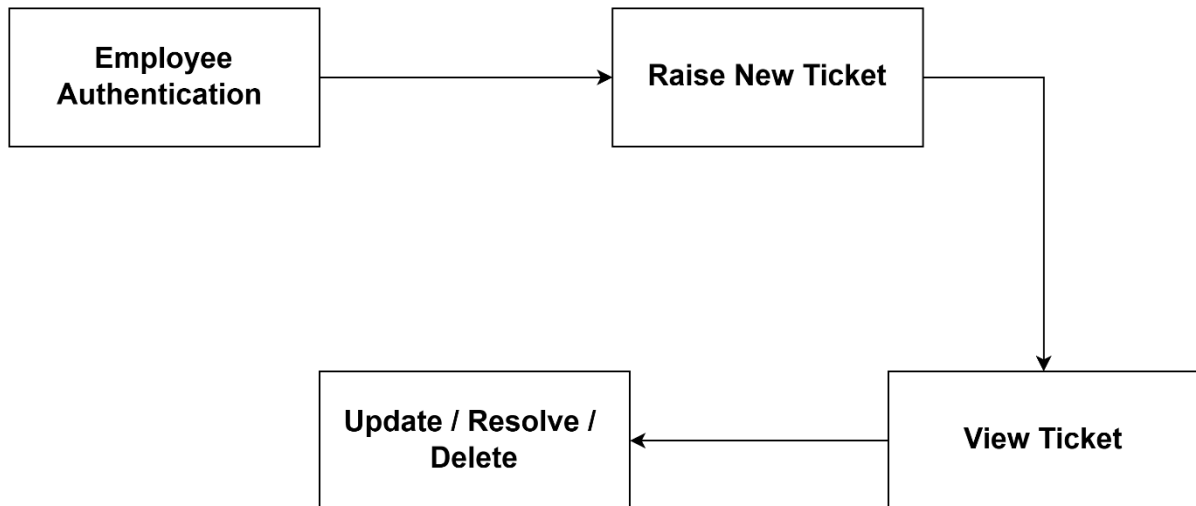 Employee
Authentication
Raise New Ticket
Update / Resolve /
Delete
View Ticket